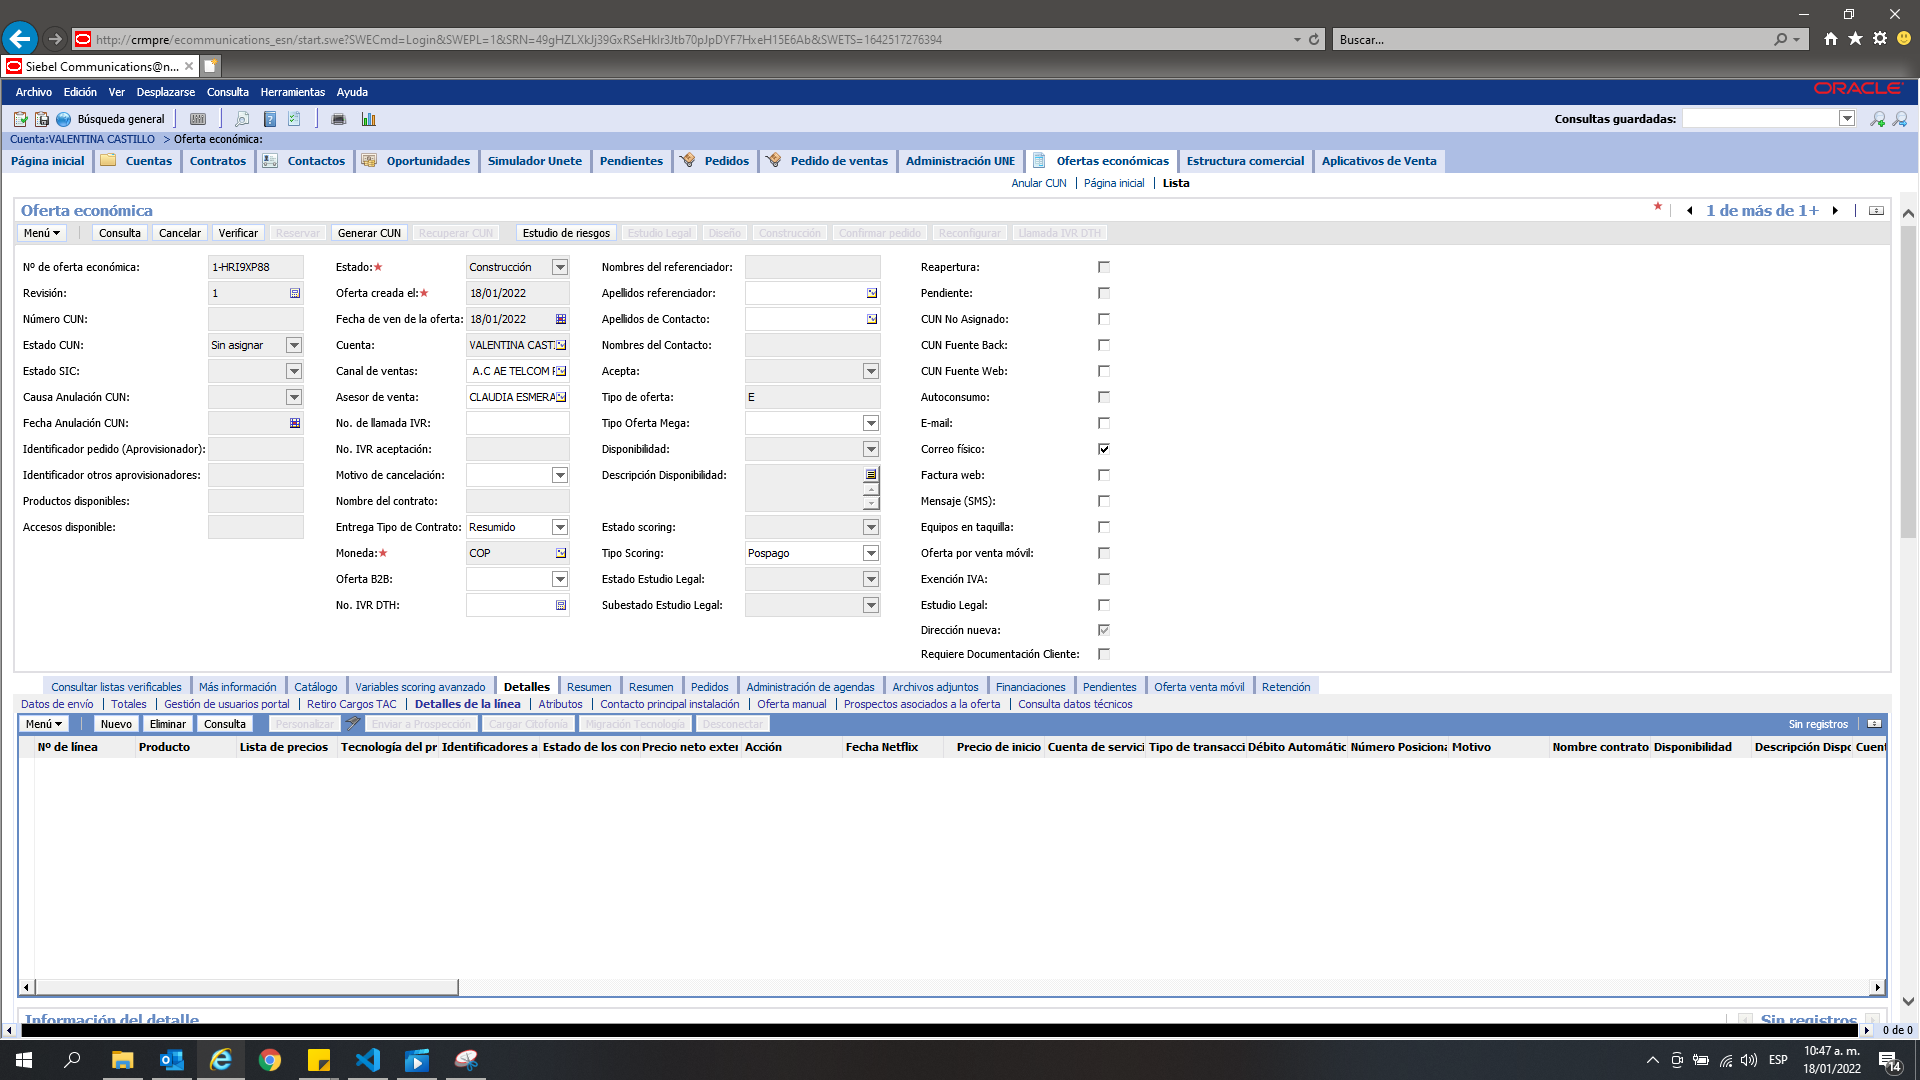 http://crmpre/ecommunications_esn/start.swe?SWECmd=Login&SWEPL=1&SRN=49gHZLXkJj39GxRSeHkIr3Jtb70pJpDYF7HxeH15E6Ab&SWETS=1642517276394 Buscar...
Siebel Communications@n...
Archivo Edición Ver Desplazarse Consulta Herramientas Ayuda ORACLE
Búsqueda general Consultas guardadas:
Cuenta:VALENTINA CASTILLO > Oferta económica:
Página inicial Cuentas Contratos Contactos Oportunidades Simulador Unete Pendientes Pedidos Pedido de ventas Administración UNE Ofertas económicas Estructura comercial Aplicativos de Venta
Anular CUN Página inicial Lista
Oferta económica 1 de más de 1+
Menú Consulta Cancelar Verificar Reservar Generar CUN Recuperar CUN Estudio de riesgos Estudio Legal Diseño Construcción Confirmar pedido Reconfigurar Llamada IVR DTH
Nº de oferta económica: 1-HRI9XP88 Estado: Construcción Nombres del referenciador: Reapertura:
Revisión: 1 Oferta creada el: 18/01/2022 Apellidos referenciador: Pendiente:
Número CUN: Fecha de ven de la oferta: 18/01/2022 Apellidos de Contacto: CUN No Asignado:
Estado CUN: Sin asignar Cuenta: VALENTINA CASTI Nombres del Contacto: CUN Fuente Back:
Estado SIC: Canal de ventas: A.C AE TELCOM Acepta: CUN Fuente Web:
Causa Anulación CUN: Asesor de venta: CLAUDIA ESMERA Tipo de oferta: E Autoconsumo:
Fecha Anulación CUN: No. de llamada IVR: Tipo Oferta Mega: E-mail:
Identificador pedido (Aprovisionador): No. IVR aceptación: Disponibilidad: Correo físico:
Identificador otros aprovisionadores: Motivo de cancelación: Descripción Disponibilidad: Factura web:
Productos disponibles: Nombre del contrato: Mensaje (SMS):
Accesos disponible: Entrega Tipo de Contrato: Resumido Estado scoring: Equipos en taquilla:
Moneda: COP Tipo Scoring: Pospago Oferta por venta móvil:
Oferta B2B: Estado Estudio Legal: Exención IVA:
No. IVR DTH: Subestado Estudio Legal: Estudio Legal:
Dirección nueva:
Requiere Documentación Cliente:
Consultar listas verificables Más información Catálogo Variables scoring avanzado Detalles Resumen Resumen Pedidos Administración de agendas Archivos adjuntos Financiaciones Pendientes Oferta venta móvil Retención
Datos de envío Totales Gestión de usuarios portal Retiro Cargos TAC Detalles de la línea Atributos Contacto principal instalación Oferta manual Prospectos asociados a la oferta Consulta datos técnicos
Menú Nuevo Eliminar Consulta Personalizar Enviar a Prospección Cargar Citofonía Migración Tecnología Desconectar Sin registros
Nº de línea Producto Lista de precios Tecnología del pr Identificadores a Estado de los con Precio neto exter Acción Fecha Netflix Precio de inicio Cuenta de servici Tipo de transacci Débito Automátic Número Posiciona Motivo Nombre contrato Disponibilidad Descripción Dispo Cuent
Información del detalle Sin registros
0 de 0
ESP 10:47 a. m.
18/01/2022
14